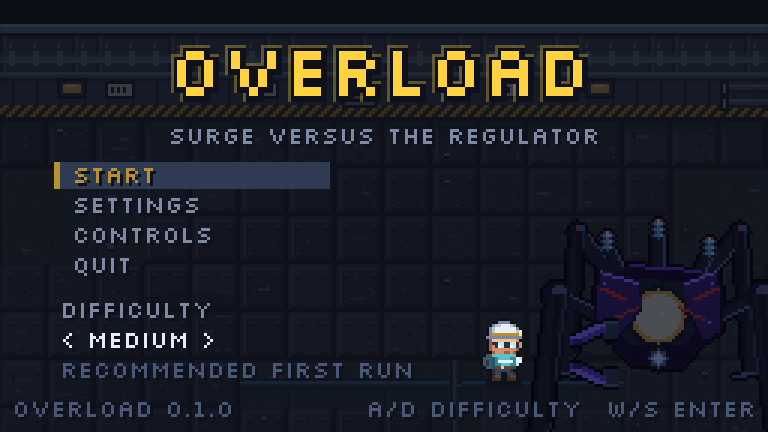 OVERLOAD
SURGE VERSUS THE REGULATOR
START
SETTINGS
CONTROLS
QUIT
DIFFICULTY
< MEDIUM >
RECOMMENDED FIRST RUN
OVERLOAD 0.1.0
A/D DIFFICULTY W/S ENTER